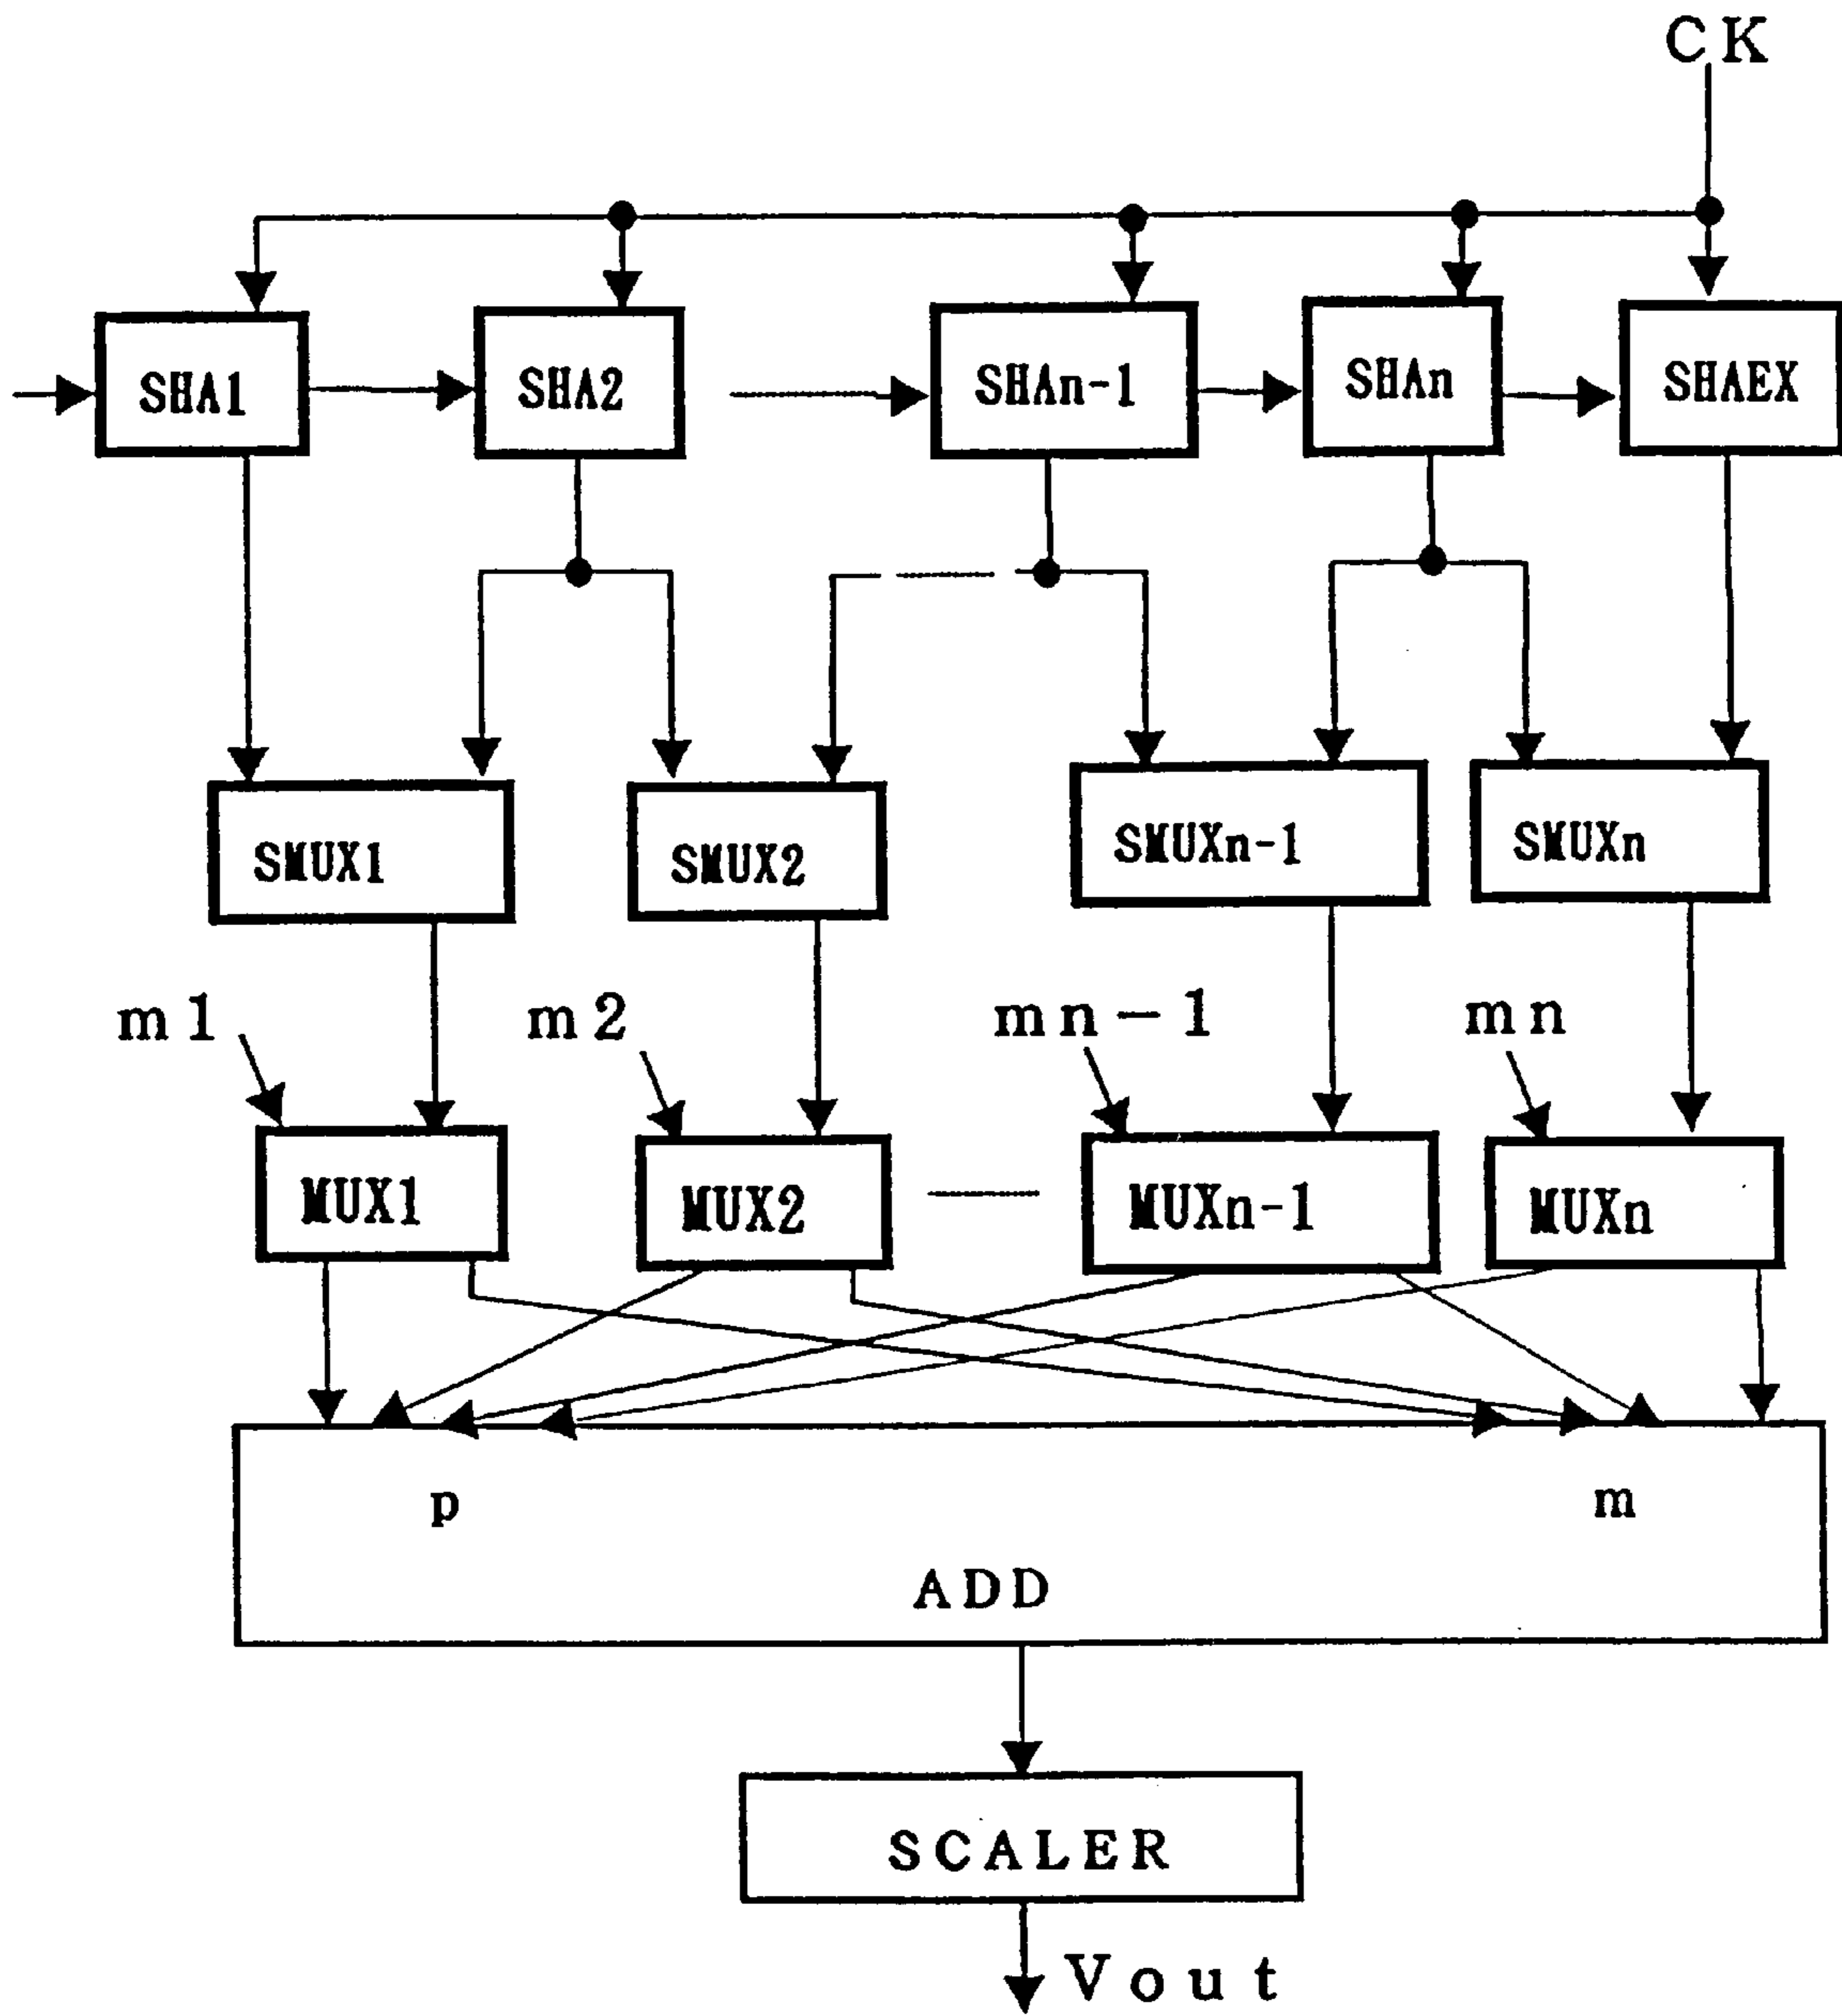 CK
SHA1 SHA2 SHAn-1 SHAn SHAEX
SMUX1 SMUX2 SMUXn-1 SMUXn
m1 m2 mn-1 mn
MUX1 MUX2 MUXn-1 MUXn
p m
ADD
SCALER
Vout